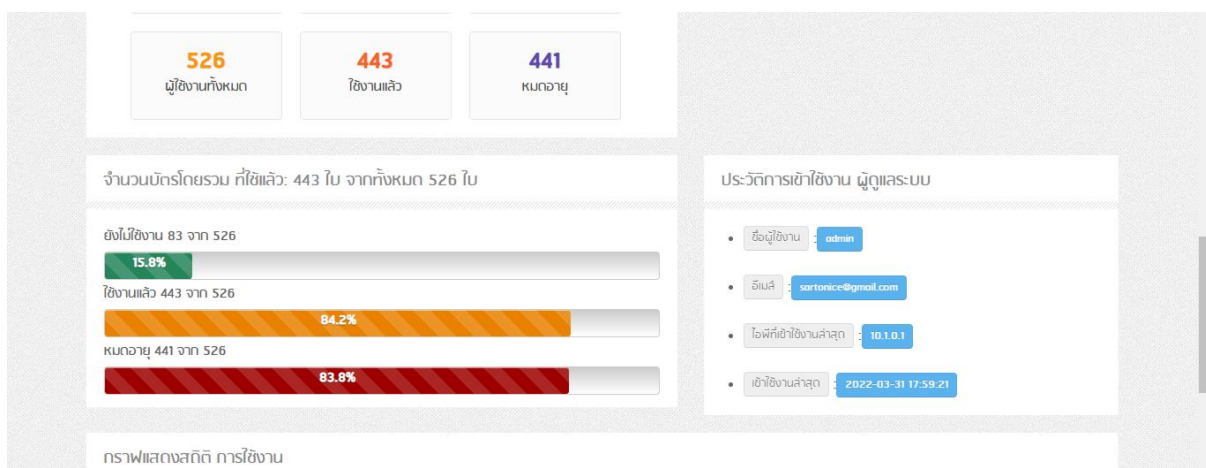 526
ผู้ใช้งานทั้งหมด
443
ใช้งานแล้ว
441
หมดอายุ
จำนวนบัตรโดยรวม ที่ใช้แล้ว: 443 ใบ จากทั้งหมด 526 ใบ
ยังไม่ใช้งาน 83 จาก 526
15.8%
ใช้งานแล้ว 443 จาก 526
84.2%
หมดอายุ 441 จาก 526
83.8%
ประวัติการเข้าใช้งาน ผู้ดูแลระบบ
ชื่อผู้ใช้งาน : admin
อีเมล์ : sartonice@gmail.com
ไอพีที่เข้าใช้งานล่าสุด : 10.1.0.1
เข้าใช้งานล่าสุด : 2022-03-31 17:59:21
กราฟแสดงสถิติ การใช้งาน